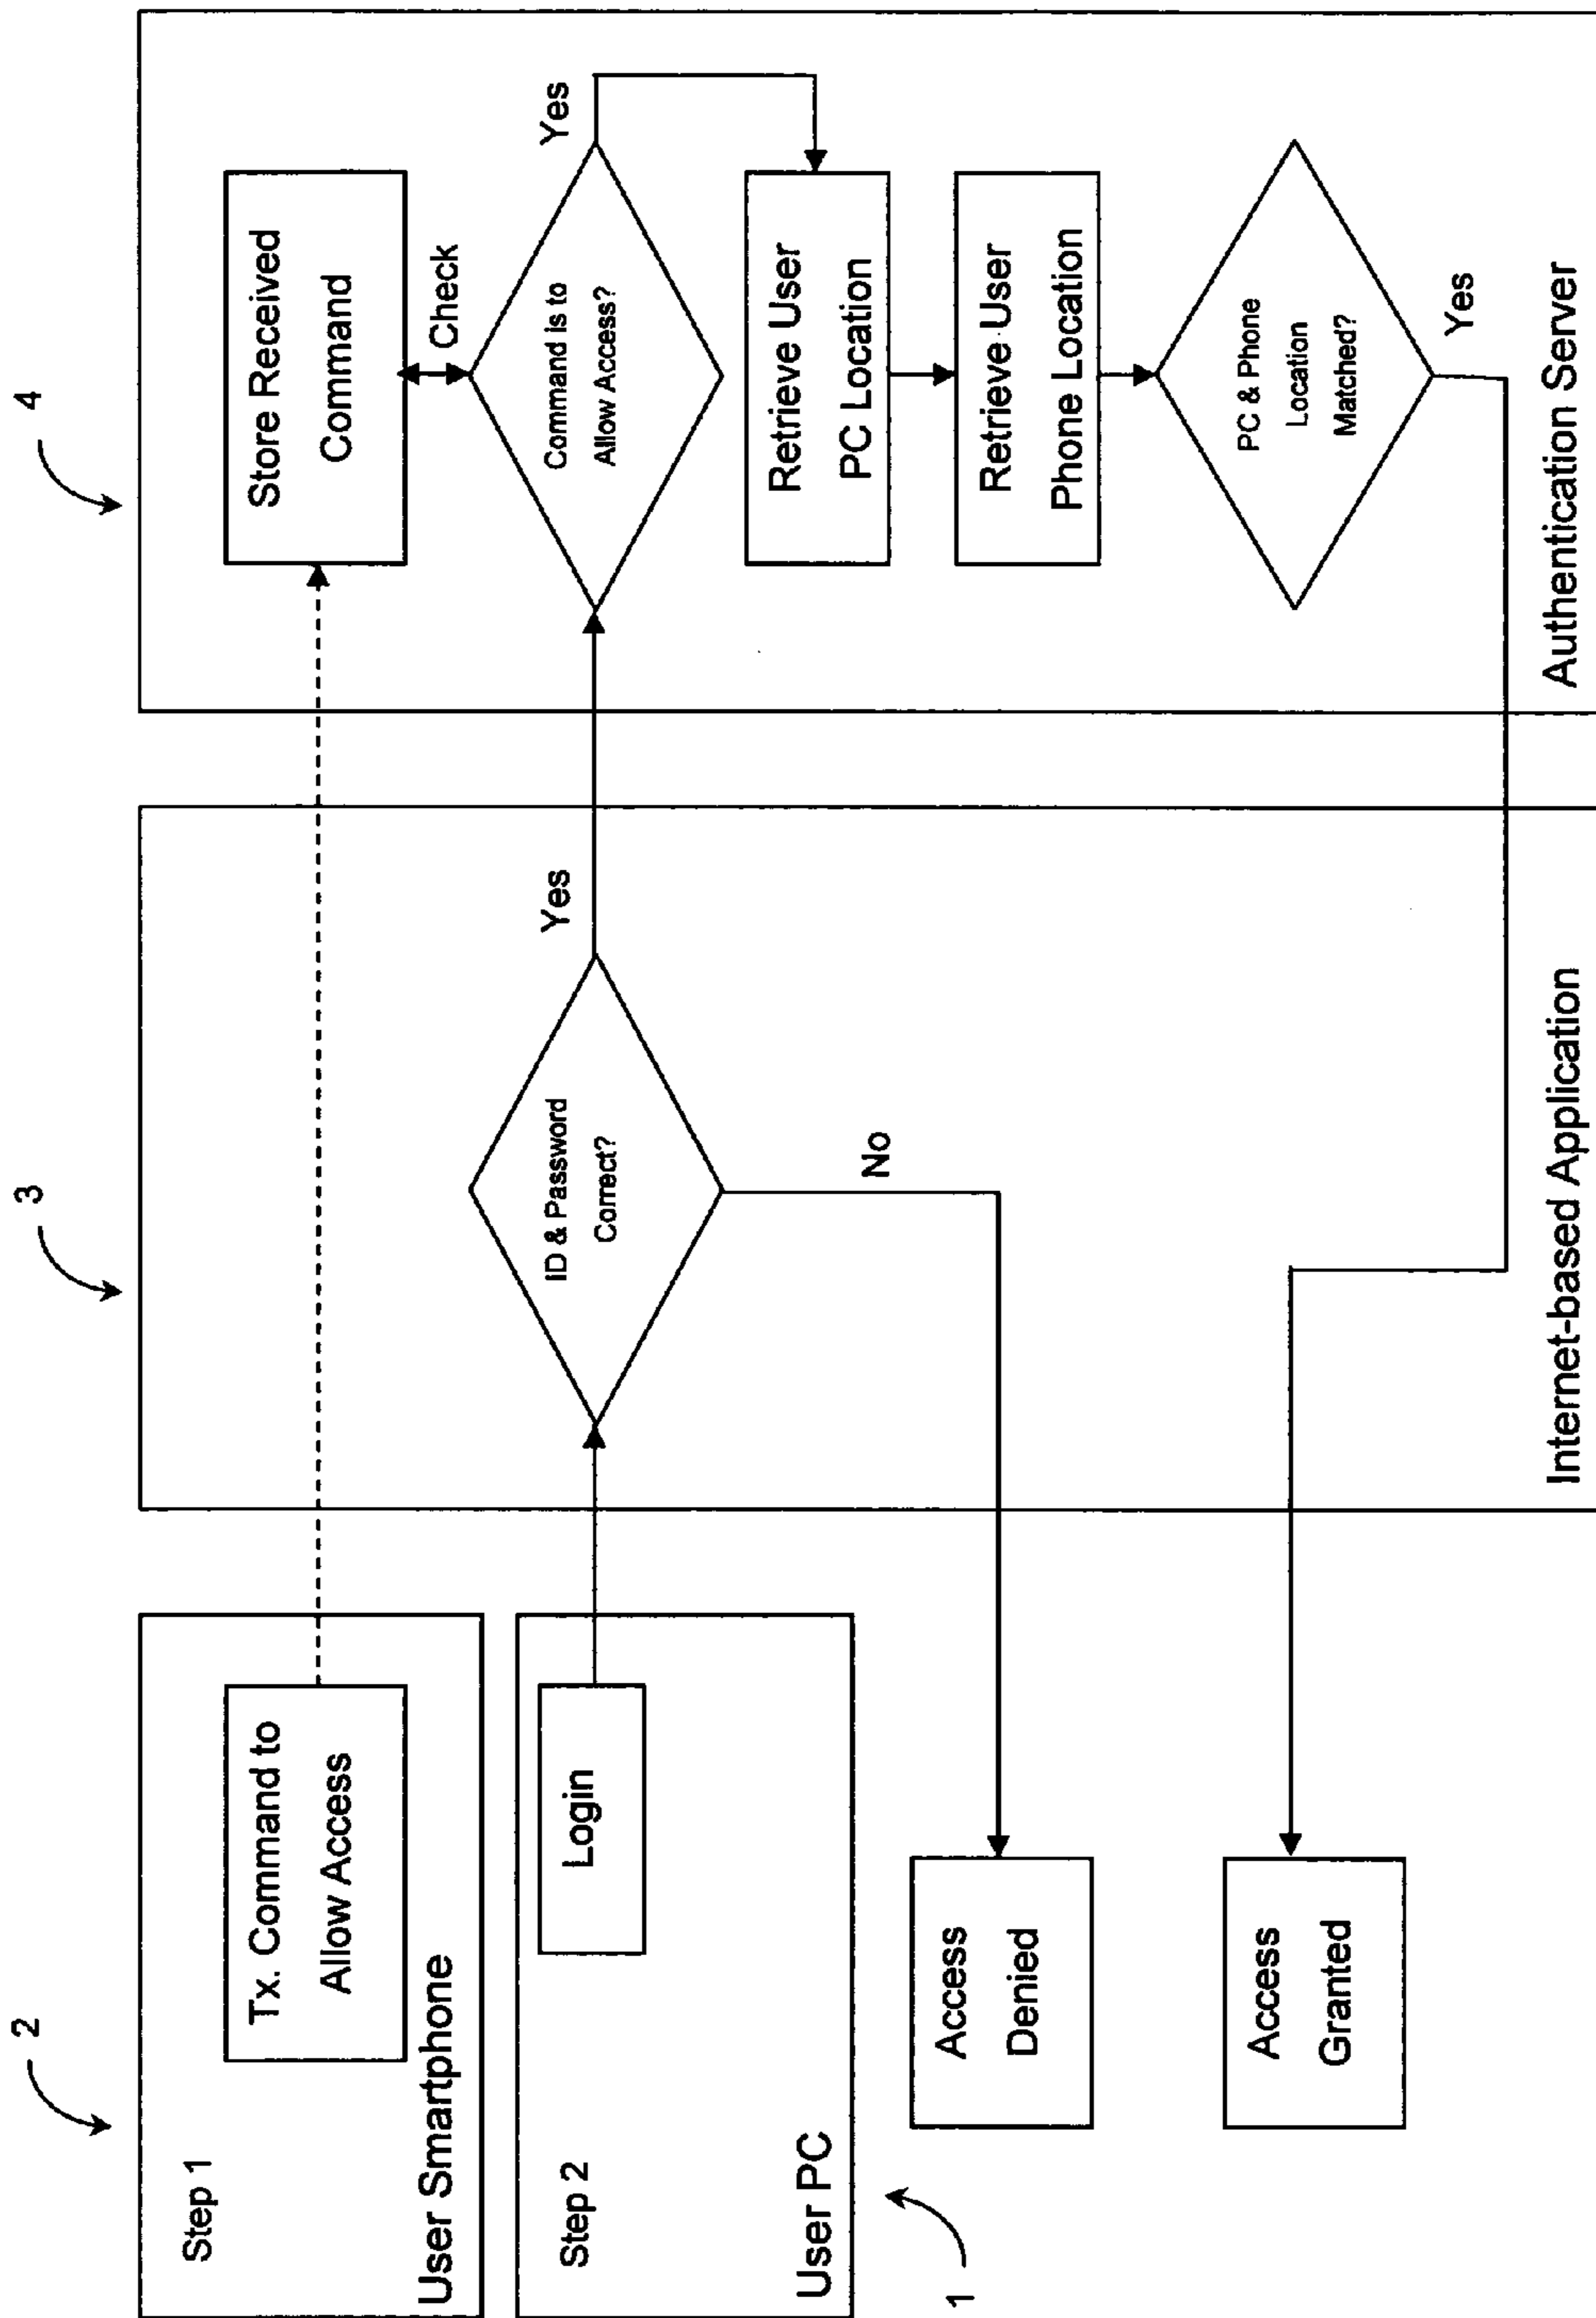 2
3
4
Step 1
Tx. Command to
Allow Access
User Smartphone
Store Received
Command
Check
Step 2
Login
User PC
1
ID & Password
Correct?
Yes
No
Command is to
Allow Access?
Yes
Retrieve User
PC Location
Retrieve User
Phone Location
PC & Phone
Location
Matched?
Yes
Access
Denied
Access
Granted
Internet-based Application
Authentication Server